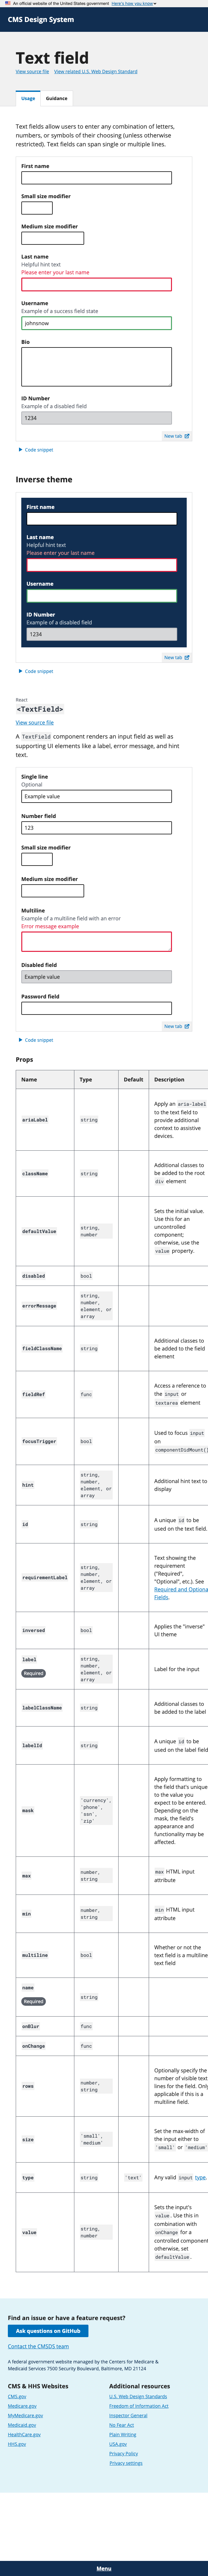 An official website of the United States government Here's how you know
CMS Design System
Text field
View source file View related U.S. Web Design Standard
Usage Guidance
Text fields allow users to enter any combination of letters,
numbers, or symbols of their choosing (unless otherwise
restricted). Text fields can span single or multiple lines.
First name
Small size modifier
Medium size modifier
Last name
Helpful hint text
Please enter your last name
Username
Example of a success field state
johnsnow
Bio
ID Number
Example of a disabled field
1234
New tab
Code snippet
Inverse theme
First name
Last name
Helpful hint text
Please enter your last name
Username
ID Number
Example of a disabled field
1234
New tab
Code snippet
React
<TextField>
View source file
A TextField component renders an input field as well as
supporting UI elements like a label, error message, and hint
text.
Single line
Optional
Example value
Number field
123
Small size modifier
Medium size modifier
Multiline
Example of a multiline field with an error
Error message example
Disabled field
Example value
Password field
New tab
Code snippet
Props
Name Type Default Description
ariaLabel string Apply an aria-label
to the text field to
provide additional
context to assistive
devices.
className string Additional classes to
be added to the root
div element
defaultValue string,
number Sets the initial value.
Use this for an
uncontrolled
component;
otherwise, use the
value property.
disabled bool
errorMessage string,
number,
element, or
array
fieldClassName string Additional classes to
be added to the field
element
fieldRef func Access a reference to
the input or
textarea element
focusTrigger bool Used to focus input
on
componentDidMount()
hint string,
number,
element, or
array Additional hint text to
display
id string A unique id to be
used on the text field.
requirementLabel string,
number,
element, or
array Text showing the
requirement
("Required",
"Optional", etc.). See
Required and Optional
Fields.
inversed bool Applies the "inverse"
UI theme
label
Required string,
number,
element, or
array Label for the input
labelClassName string Additional classes to
be added to the label
labelId string A unique id to be
used on the label field
mask 'currency',
'phone',
'ssn',
'zip' Apply formatting to
the field that's unique
to the value you
expect to be entered.
Depending on the
mask, the field's
appearance and
functionality may be
affected.
max number,
string max HTML input
attribute
min number,
string min HTML input
attribute
multiline bool Whether or not the
text field is a multiline
text field
name
Required string
onBlur func
onChange func
rows number,
string Optionally specify the
number of visible text
lines for the field. Only
applicable if this is a
multiline field.
size 'small',
'medium' Set the max-width of
the input either to
'small' or 'medium'
type string 'text' Any valid input type.
value string,
number Sets the input's
value. Use this in
combination with
onChange for a
controlled component;
otherwise, set
defaultValue.
Find an issue or have a feature request?
Ask questions on GitHub
Contact the CMSDS team
A federal government website managed by the Centers for Medicare &
Medicaid Services 7500 Security Boulevard, Baltimore, MD 21124
CMS & HHS Websites
CMS.gov
Medicare.gov
MyMedicare.gov
Medicaid.gov
HealthCare.gov
HHS.gov
Additional resources
U.S. Web Design Standards
Freedom of Information Act
Inspector General
No Fear Act
Plain Writing
USA.gov
Privacy Policy
Privacy settings
Menu